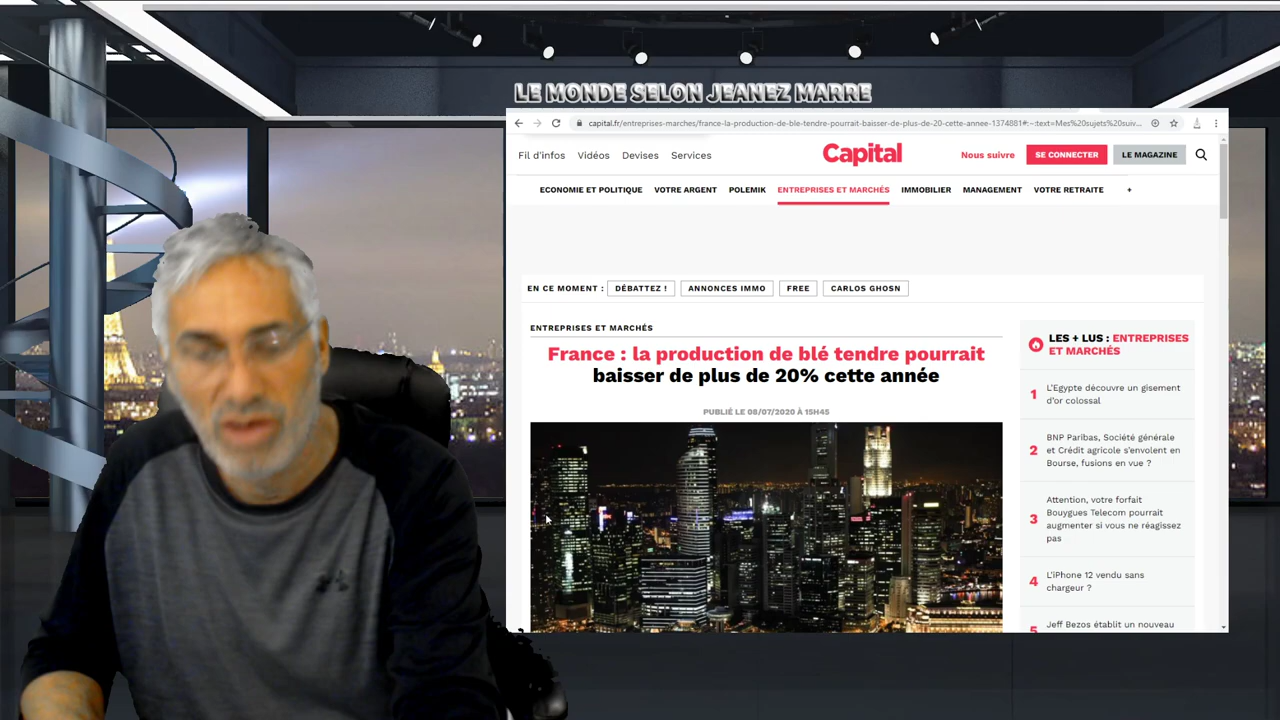 LE MONDE SELON JEANEZ MARRE
capital.fr/entreprises-marches/france-la-production-de-ble-tendre-pourrait-baisser-de-plus-de-20-cette-annee-1374881#:~:text=Mes%20sujets%20suiv...
Fil d'infos Vidéos Devises Services
Capital
Nous suivre SE CONNECTER LE MAGAZINE
ECONOMIE ET POLITIQUE VOTRE ARGENT POLEMIK ENTREPRISES ET MARCHÉS IMMOBILIER MANAGEMENT VOTRE RETRAITE +
EN CE MOMENT : DÉBATTEZ ! ANNONCES IMMO FREE CARLOS GHOSN
ENTREPRISES ET MARCHÉS
France : la production de blé tendre pourrait
baisser de plus de 20% cette année
PUBLIÉ LE 08/07/2020 À 15H45
LES + LUS : ENTREPRISES
ET MARCHÉS
1 L'Egypte découvre un gisement
d'or colossal
2 BNP Paribas, Société générale
et Crédit agricole s'envolent en
Bourse, fusions en vue ?
3 Attention, votre forfait
Bouygues Telecom pourrait
augmenter si vous ne réagissez
pas
4 L'iPhone 12 vendu sans
chargeur ?
5 Jeff Bezos établit un nouveau